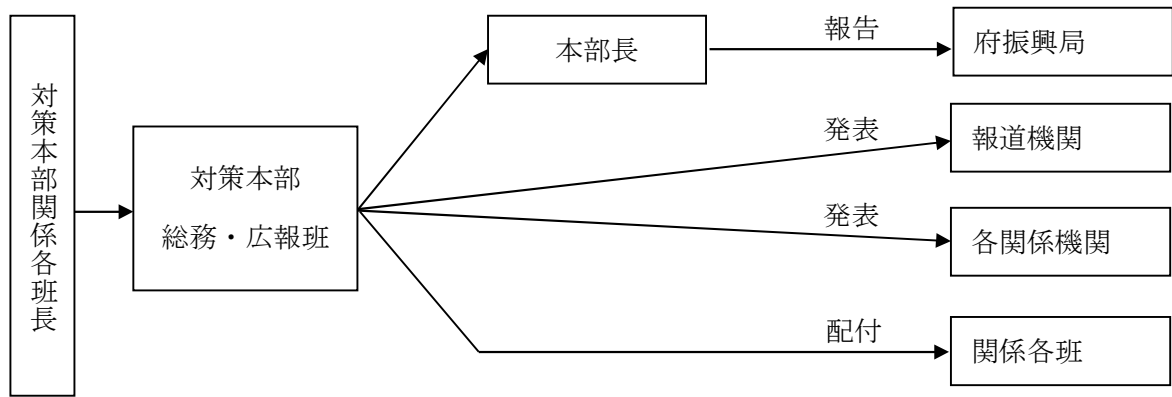 対策本部関係各班長
対策本部
総務・広報班
本部長
報告
府振興局
発表
報道機関
発表
各関係機関
配付
関係各班